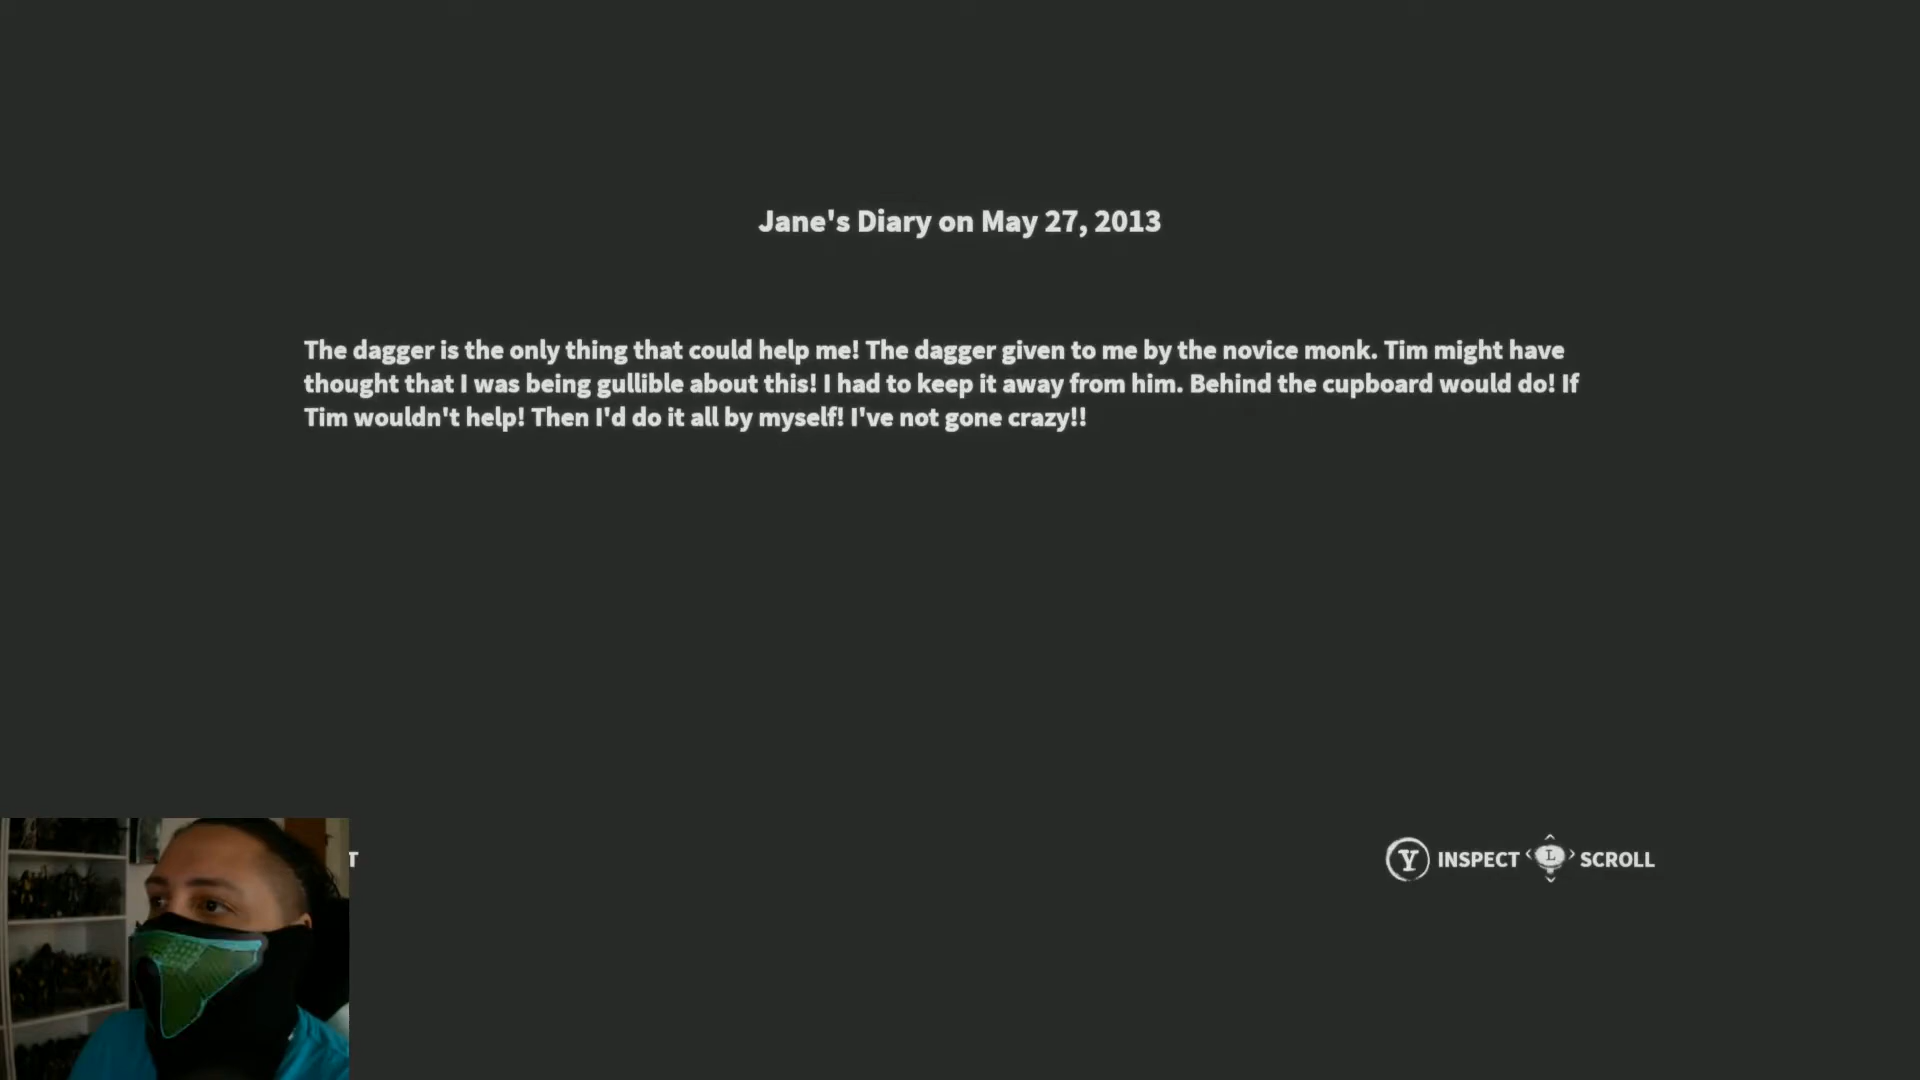 Jane's Diary on May 27, 2013
The dagger is the only thing that could help me! The dagger given to me by the novice monk. Tim might have
thought that I was being gullible about this! I had to keep it away from him. Behind the cupboard would do! If
Tim wouldn't help! Then I'd do it all by myself! I've not gone crazy!!
T
Y INSPECT L SCROLL